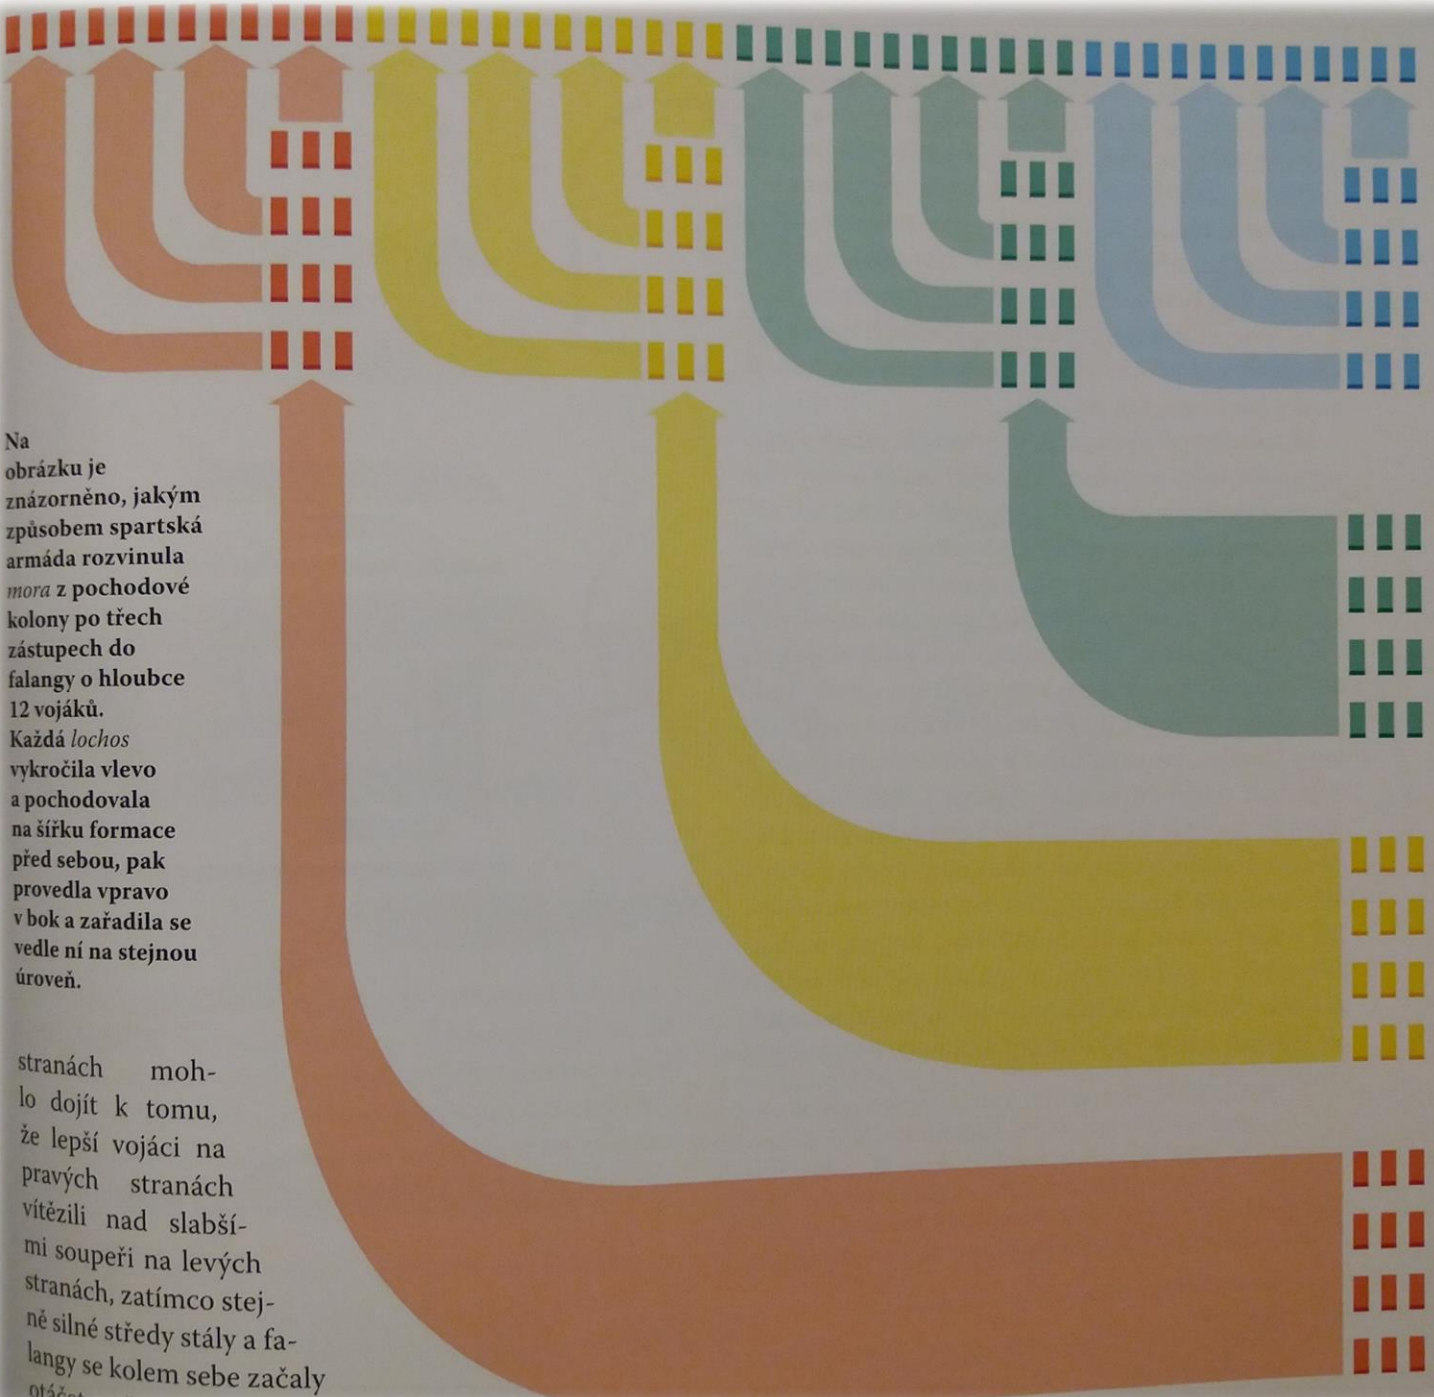 Na
obrázku je
znázorněno, jakým
způsobem spartská
armáda rozvinula
mora z pochodové
kolony po třech
zástupech do
falangy o hloubce
12 vojáků.
Každá lochos
vykročila vlevo
a pochodovala
na šířku formace
před sebou, pak
provedla vpravo
v bok a zařadila se
vedle ní na stejnou
úroveň.
stranách moh-
lo dojít k tomu,
že lepší vojáci na
pravých stranách
vítězili nad slabší-
mi soupeři na levých
stranách, zatímco stej-
ně silné středy stály a fa-
langy se kolem sebe začaly